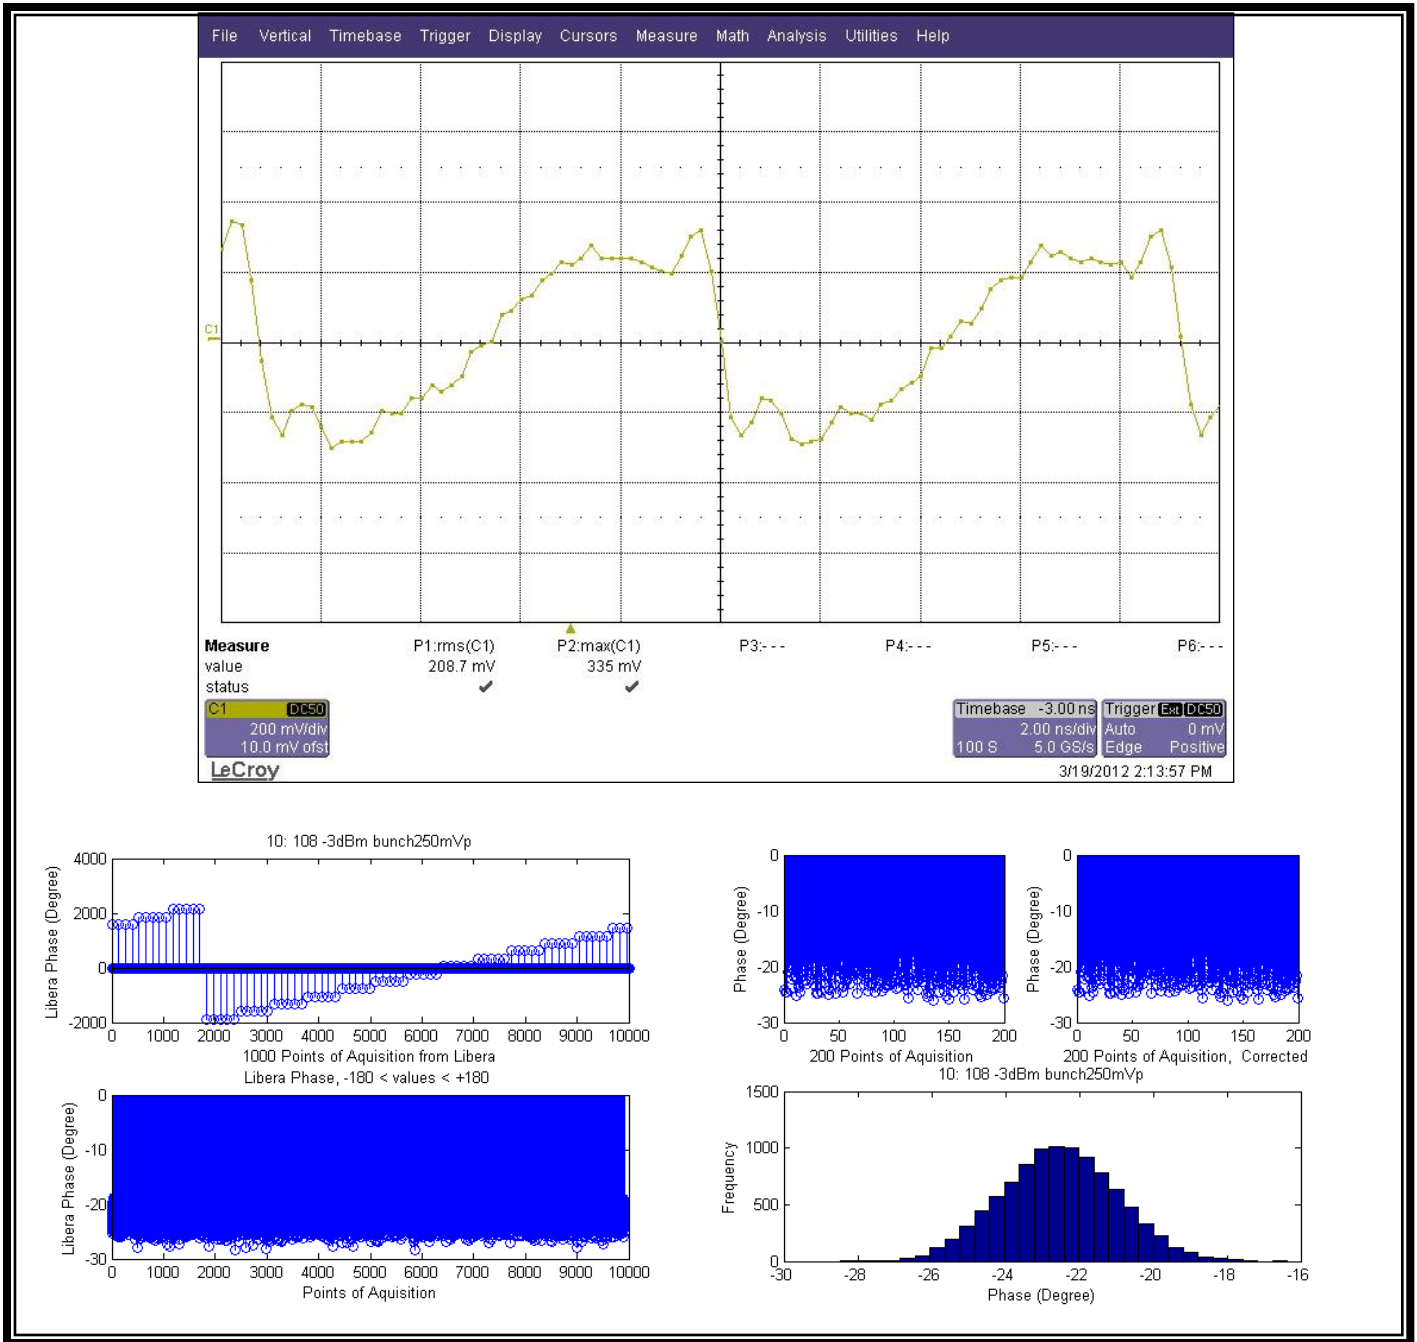 File Vertical Timebase Trigger Display Cursors Measure Math Analysis Utilities Help
C1
Measure P1:rms(C1) P2:max(C1) P3:- - - P4:- - - P5:- - - P6:- - -
value 208.7 mV 335 mV
status
C1 DC50
200 mV/div
10.0 mV ofst
Timebase -3.00 ns
2.00 ns/div
100 S 5.0 GS/s
Trigger Ext DC50
Auto 0 mV
Edge Positive
LeCroy
3/19/2012 2:13:57 PM
10: 108 -3dBm bunch250mVp
Libera Phase (Degree)
4000
2000
0
-2000
0 1000 2000 3000 4000 5000 6000 7000 8000 9000 10000
1000 Points of Aquisition from Libera
Phase (Degree)
0
-10
-20
-30
0 50 100 150 200
200 Points of Aquisition
Phase (Degree)
0
-10
-20
-30
0 50 100 150 200
200 Points of Aquisition, Corrected
Libera Phase, -180 < values < +180
Libera Phase (Degree)
0
-10
-20
-30
0 1000 2000 3000 4000 5000 6000 7000 8000 9000 10000
Points of Aquisition
10: 108 -3dBm bunch250mVp
Frequency
1500
1000
500
0
-30 -28 -26 -24 -22 -20 -18 -16
Phase (Degree)